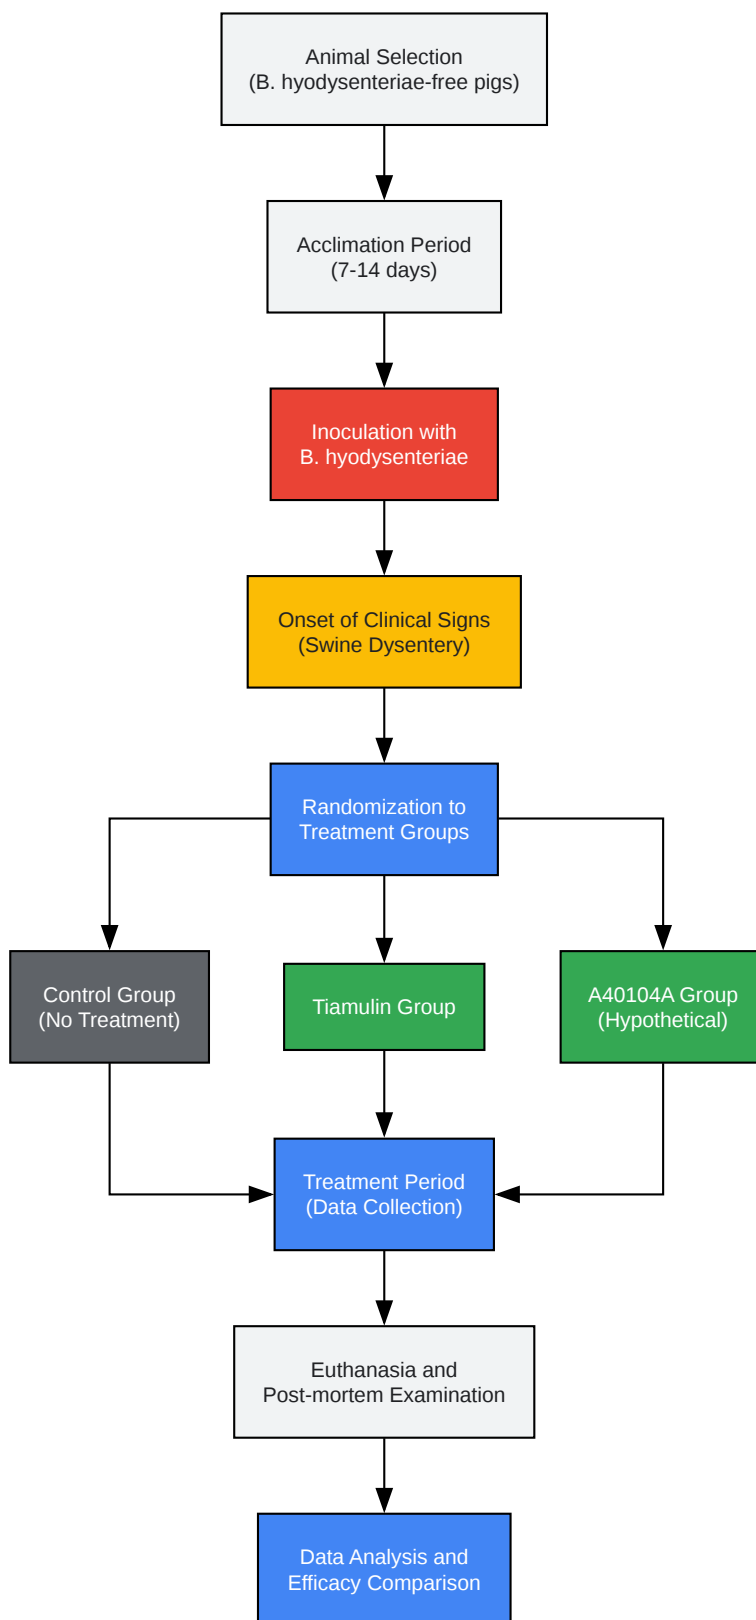 Animal Selection
(B. hyodysenteriae-free pigs)
Acclimation Period
(7-14 days)
Inoculation with
B. hyodysenteriae
Onset of Clinical Signs
(Swine Dysentery)
Randomization to
Treatment Groups
Control Group
(No Treatment)
Tiamulin Group
A40104A Group
(Hypothetical)
Treatment Period
(Data Collection)
Euthanasia and
Post-mortem Examination
Data Analysis and
Efficacy Comparison